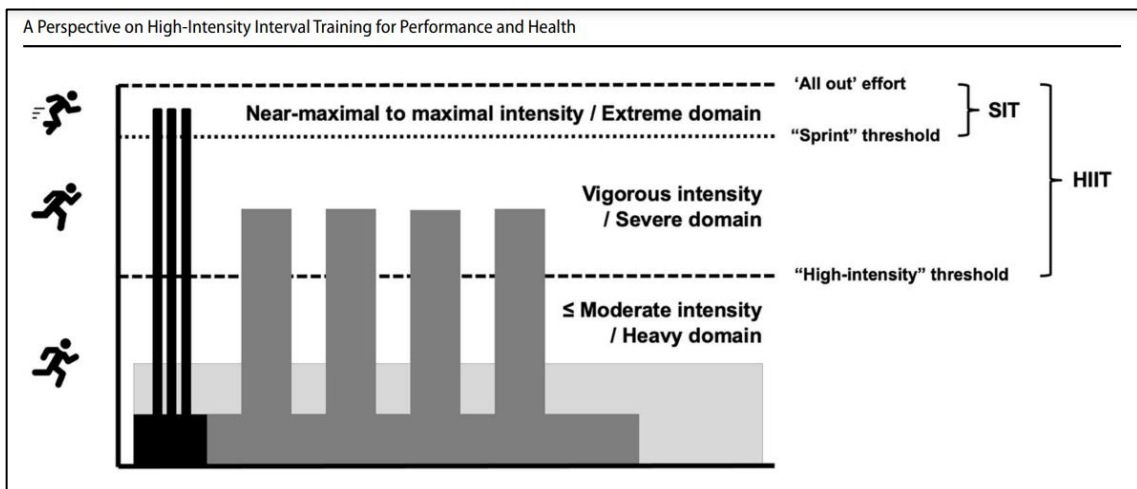 A Perspective on High-Intensity Interval Training for Performance and Health
‘All out’ effort
Near-maximal to maximal intensity / Extreme domain
SIT
“Sprint” threshold
Vigorous intensity
/ Severe domain
HIIT
“High-intensity” threshold
≤ Moderate intensity
/ Heavy domain